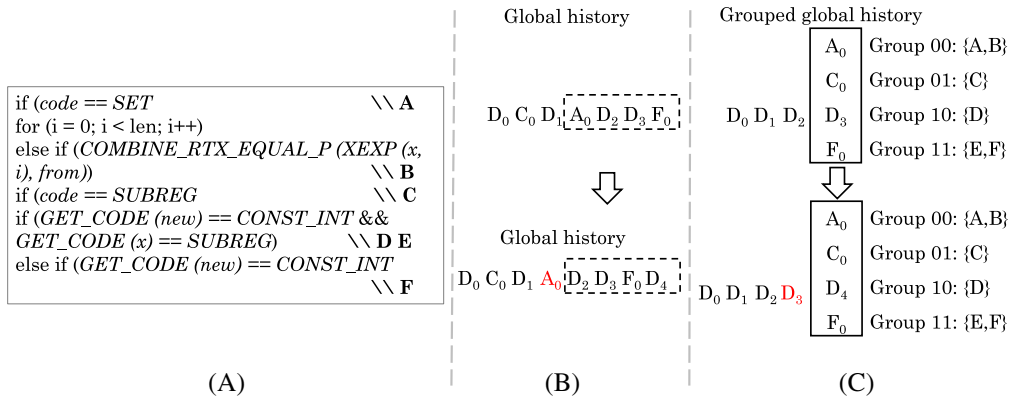 if (code == SET \\ A
for (i = 0; i < len; i++)
else if (COMBINE_RTX_EQUAL_P (XEXP (x,
i), from)) \\ B
if (code == SUBREG \\ C
if (GET_CODE (new) == CONST_INT &&
GET_CODE (x) == SUBREG) \\ D E
else if (GET_CODE (new) == CONST_INT
\\ F
(A)
Global history
D0 C0 D1 A0 D2 D3 F0
Global history
D0 C0 D1 A0 D2 D3 F0 D4
(B)
Grouped global history
A0 Group 00: {A,B}
C0 Group 01: {C}
D0 D1 D2 D3 Group 10: {D}
F0 Group 11: {E,F}
A0 Group 00: {A,B}
C0 Group 01: {C}
D0 D1 D2 D3 D4 Group 10: {D}
F0 Group 11: {E,F}
(C)